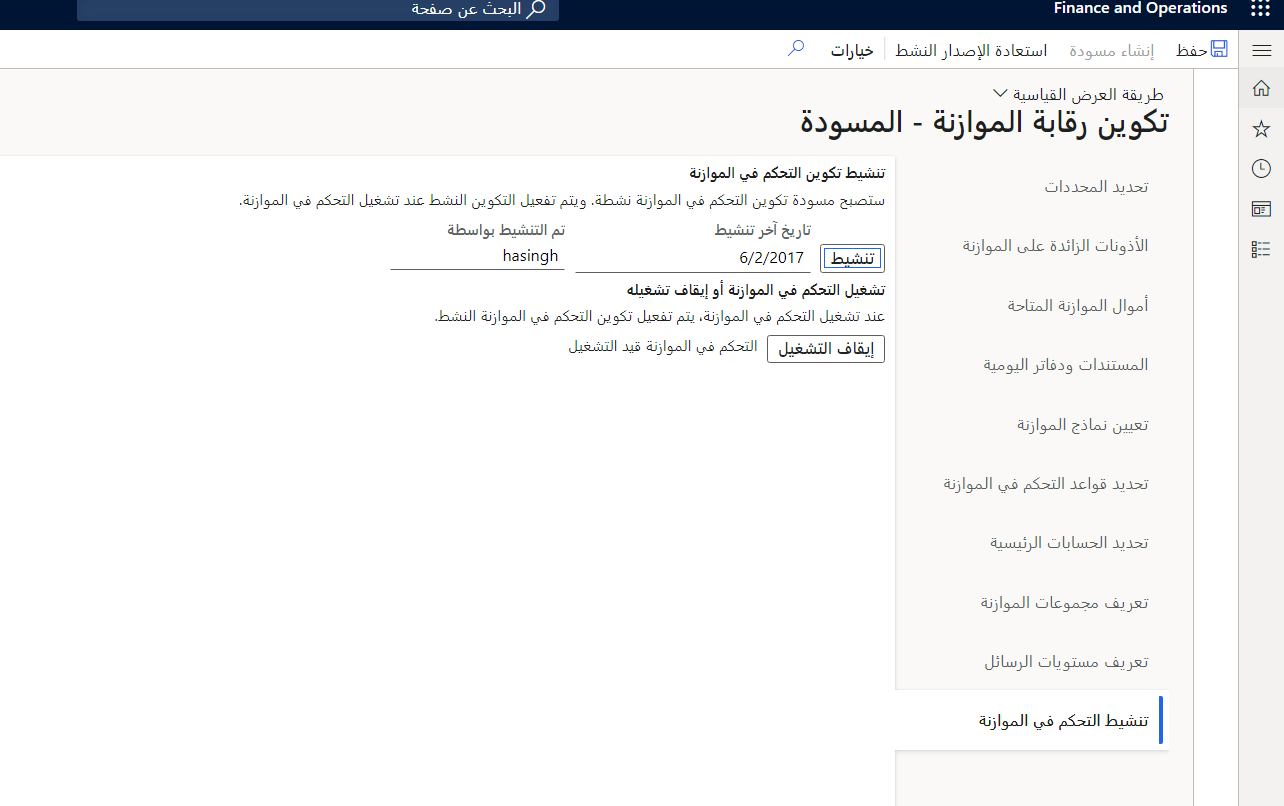 Finance and Operations
البحث عن صفحة
حفظ
إنشاء مسودة
استعادة الإصدار النشط
خيارات
طريقة العرض القياسية
تكوين رقابة الموازنة - المسودة
تحديد المحددات
الأذونات الزائدة على الموازنة
أموال الموازنة المتاحة
المستندات ودفاتر اليومية
تعيين نماذج الموازنة
تحديد قواعد التحكم في الموازنة
تحديد الحسابات الرئيسية
تعريف مجموعات الموازنة
تعريف مستويات الرسائل
تنشيط التحكم في الموازنة
تنشيط تكوين التحكم في الموازنة
ستصبح مسودة تكوين التحكم في الموازنة نشطة. ويتم تفعيل التكوين النشط عند تشغيل التحكم في الموازنة.
تنشيط
تاريخ آخر تنشيط
6/2/2017
تم التنشيط بواسطة
hasingh
تشغيل التحكم في الموازنة أو إيقاف تشغيله
عند تشغيل التحكم في الموازنة، يتم تفعيل تكوين التحكم في الموازنة النشط.
إيقاف التشغيل
التحكم في الموازنة قيد التشغيل